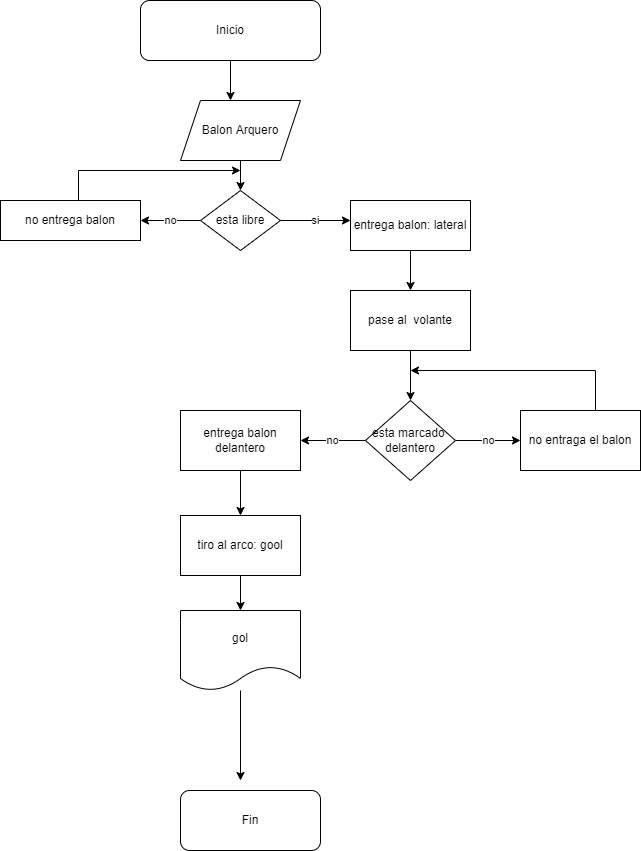 Inicio
Balon Arquero
no entrega balon
no
esta libre
si
entrega balon: lateral
pase al volante
entrega balon
delantero
no
esta marcado
delantero
no
no entraga el balon
tiro al arco: gool
gol
Fin